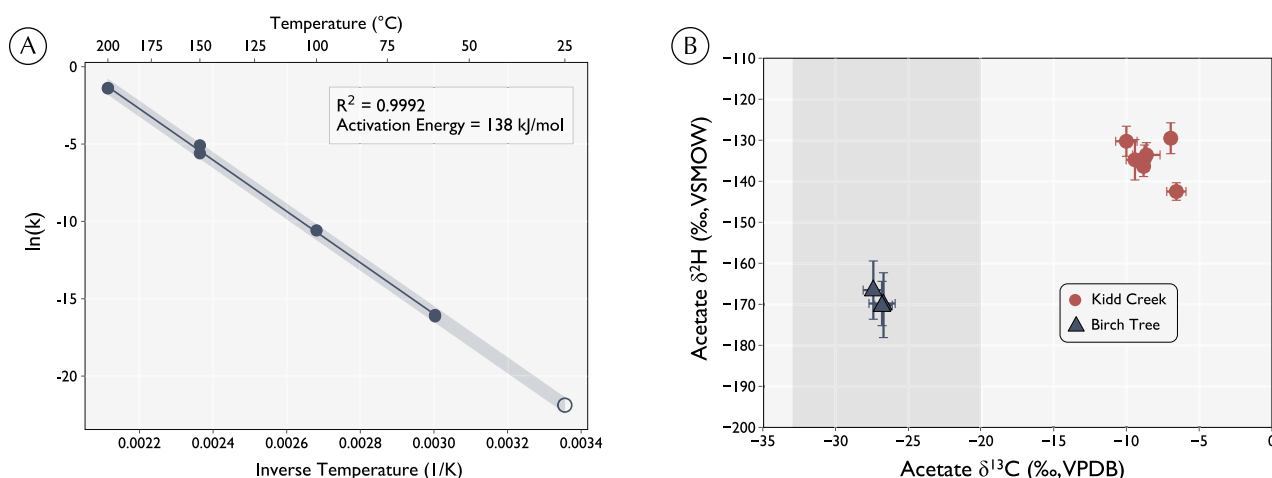 A
Temperature (°C)
200 175 150 125 100 75 50 25
0
-5
-10
-15
-20
ln(k)
R² = 0.9992
Activation Energy = 138 kJ/mol
0.0022 0.0024 0.0026 0.0028 0.0030 0.0032 0.0034
Inverse Temperature (1/K)
B
−110
−120
−130
−140
−150
−160
−170
−180
−190
−200
Acetate δ²H (‰, VSMOW)
Kidd Creek
Birch Tree
−35 −30 −25 −20 −15 −10 −5 0
Acetate δ¹³C (‰, VPDB)